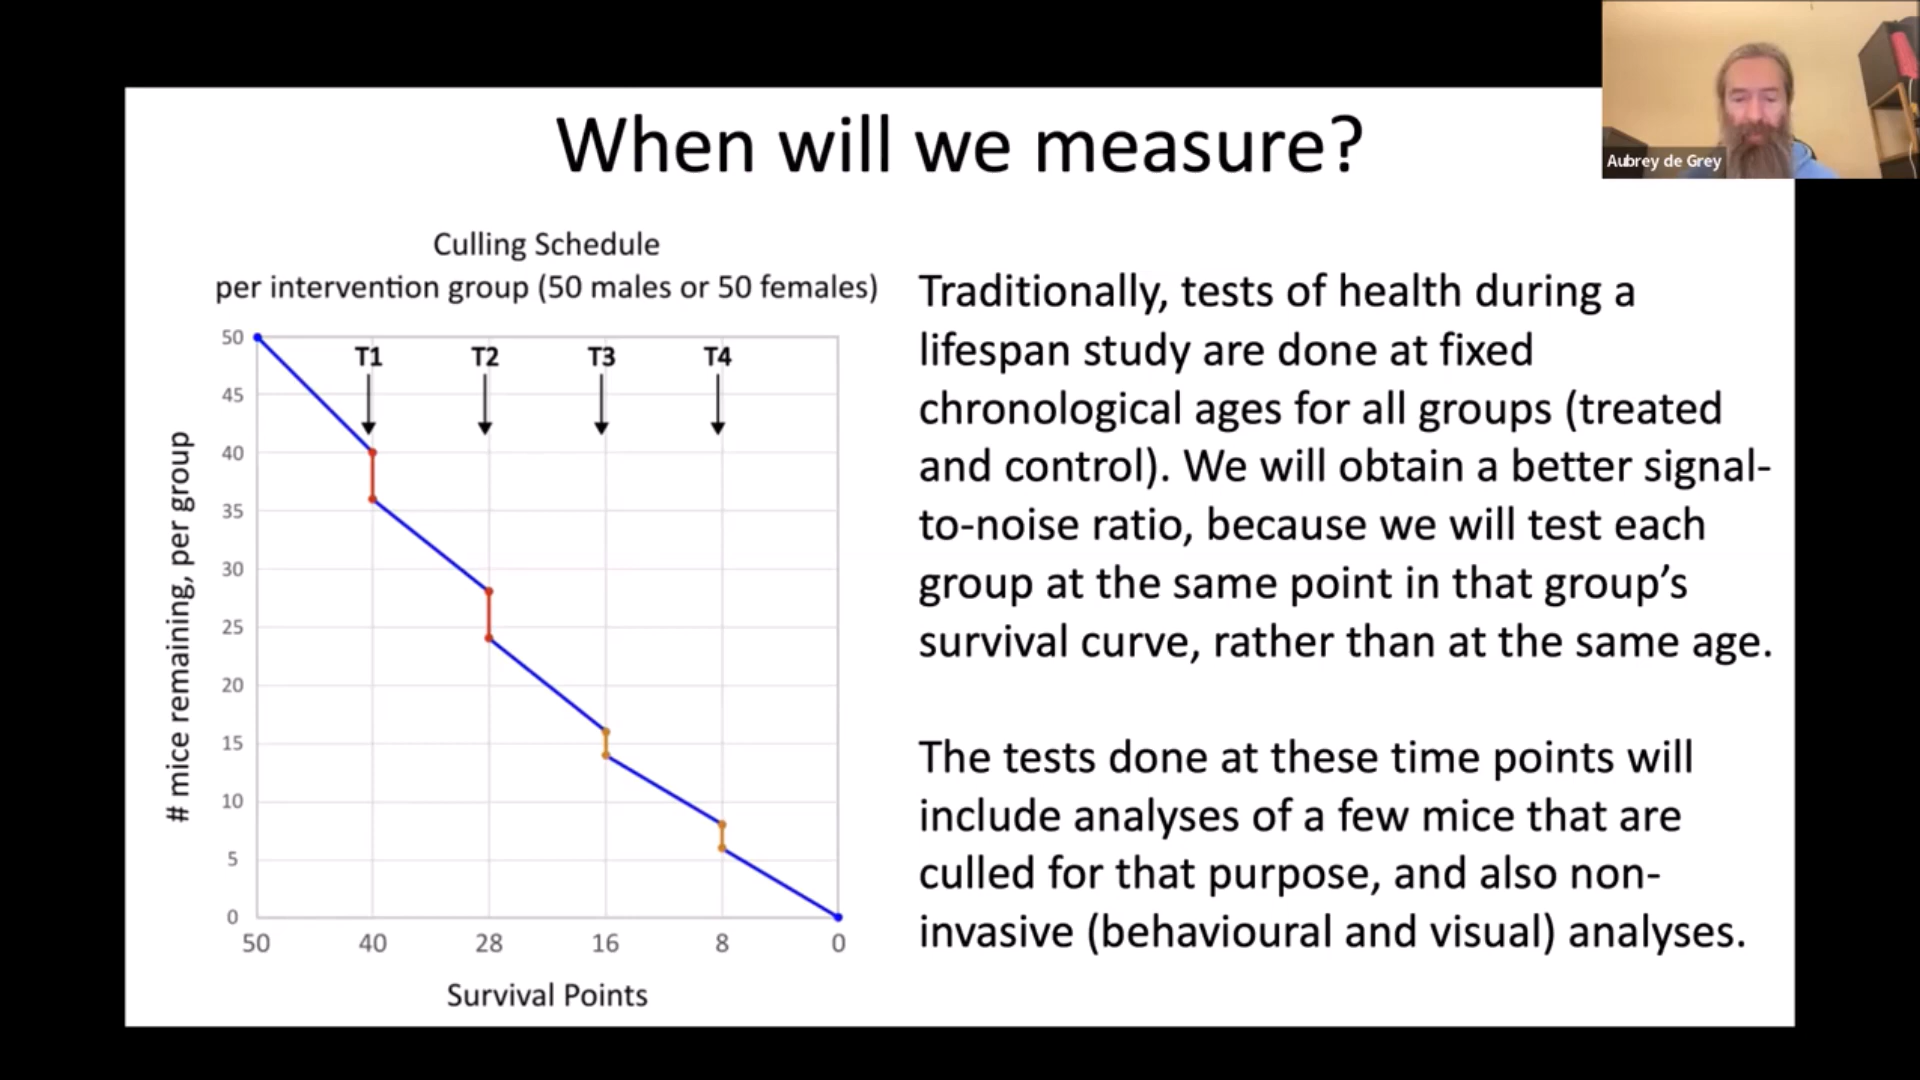 When will we measure?
Aubrey de Grey
Culling Schedule
per intervention group (50 males or 50 females)
# mice remaining, per group
50
45
40
35
30
25
20
15
10
5
0
T1
T2
T3
T4
50
40
28
16
8
0
Survival Points
Traditionally, tests of health during a
lifespan study are done at fixed
chronological ages for all groups (treated
and control). We will obtain a better signal-
to-noise ratio, because we will test each
group at the same point in that group’s
survival curve, rather than at the same age.
The tests done at these time points will
include analyses of a few mice that are
culled for that purpose, and also non-
invasive (behavioural and visual) analyses.